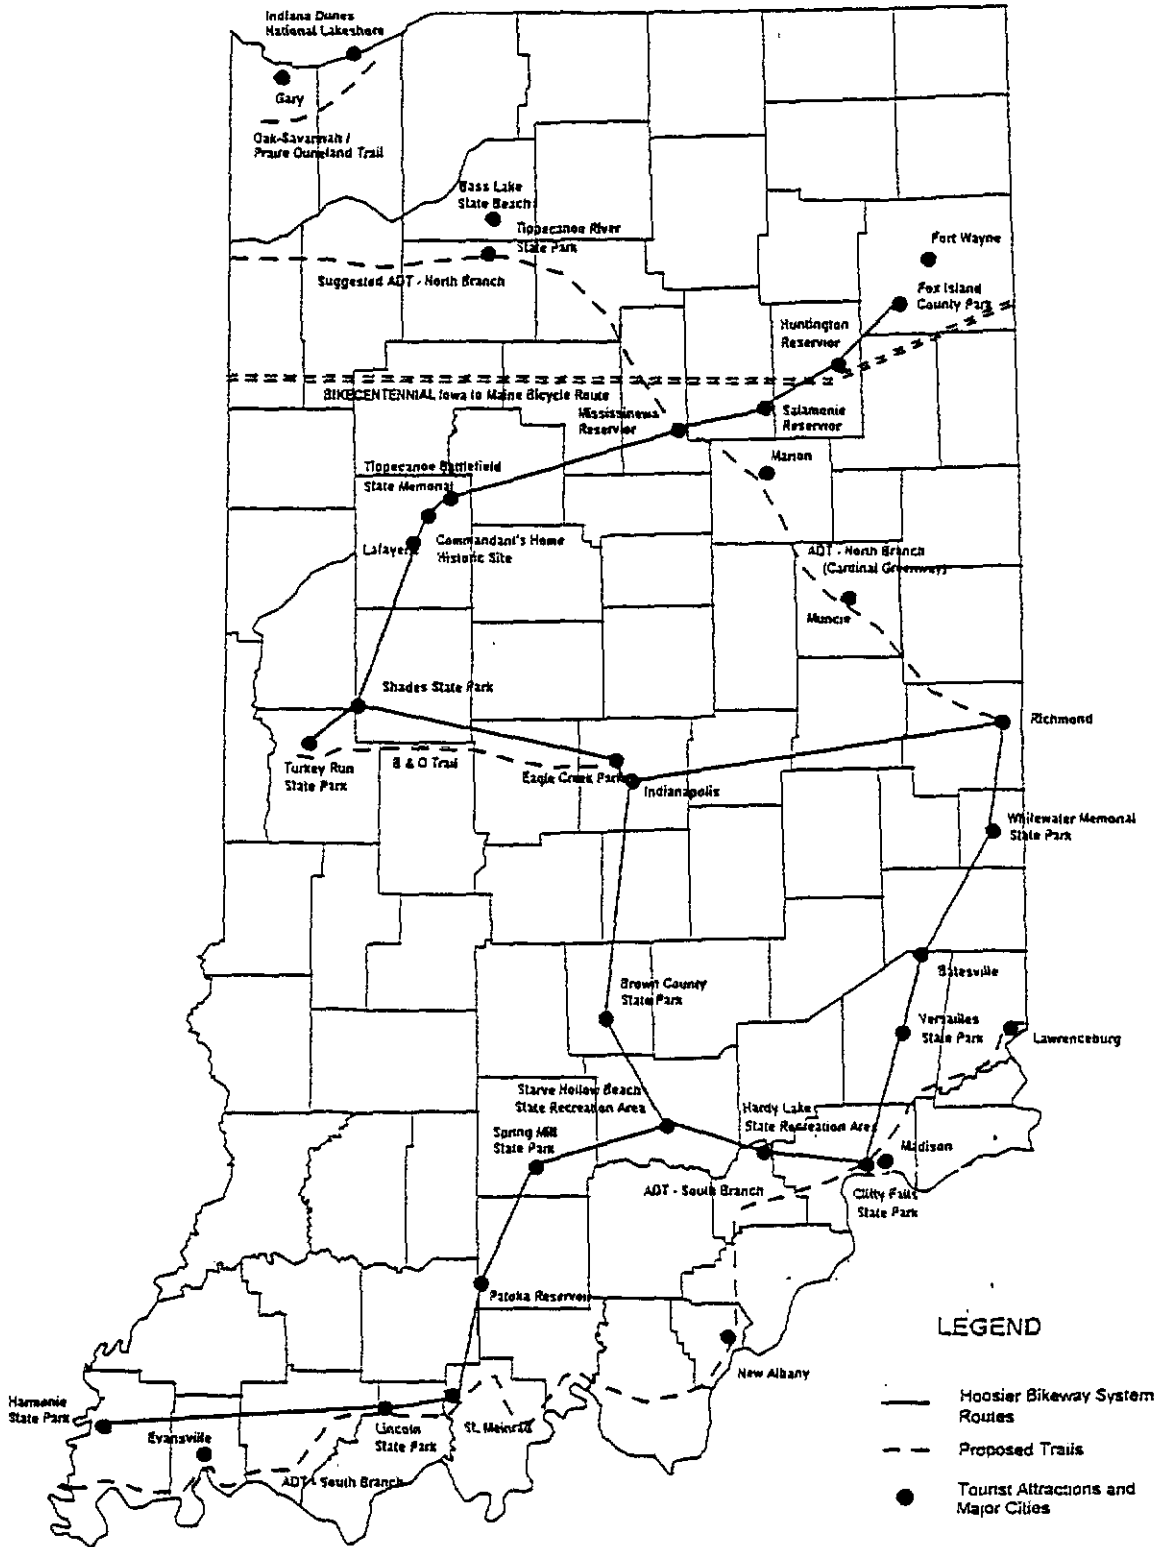 Indiana Dunes
National Lakeshore
Gary
Oak-Savannah /
Prairie Duneland Trail
Bass Lake
State Beach
Tippecanoe River
State Park
Suggested ADT - North Branch
Fort Wayne
Fox Island
County Park
Huntington
Reservior
BIKECENTENNIAL Iowa to Maine Bicycle Route
Mississinewa
Reservior
Salamonie
Reservior
Tippecanoe Battlefield
State Memorial
Marion
Lafayette
Commandant's Home
Historic Site
ADT - North Branch
(Cardinal Greenway)
Muncie
Shades State Park
Richmond
Turkey Run
State Park
B & O Trail
Eagle Creek Park
Indianapolis
Whitewater Memorial
State Park
Batesville
Brown County
State Park
Versailles
State Park
Lawrenceburg
Starve Hollow Beach
State Recreation Area
Hardy Lake
State Recreation Area
Spring Mill
State Park
Madison
ADT - South Branch
Clifty Falls
State Park
Patoka Reservoir
LEGEND
New Albany
Hoosier Bikeway System
Routes
Harmonie
State Park
Evansville
Lincoln
State Park
St. Meinrad
Proposed Trails
ADT - South Branch
Tourist Attractions and
Major Cities